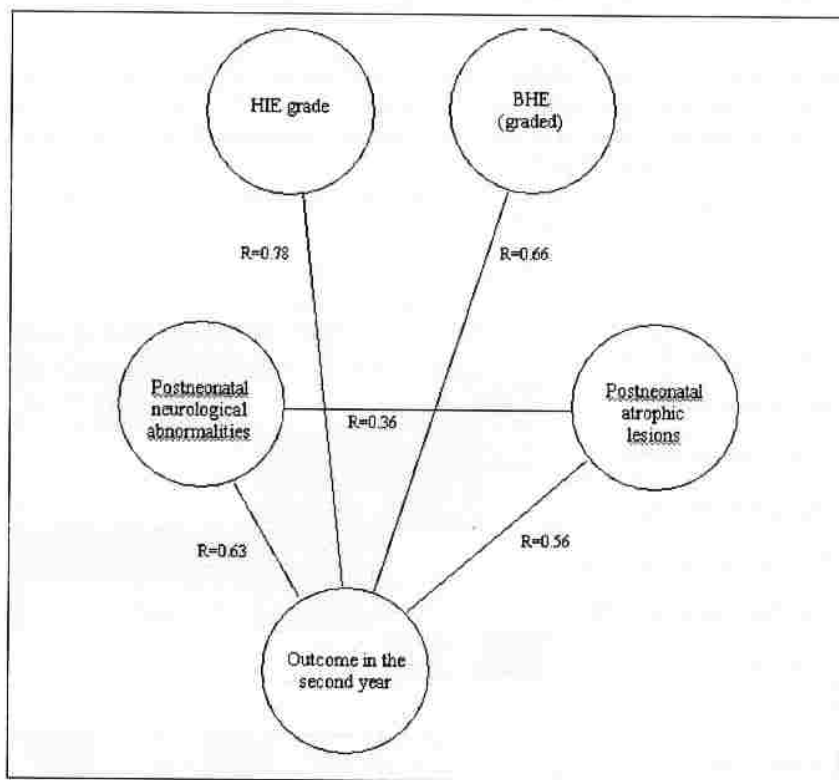 HIE grade
BHE
(graded)
R=0.78
R=0.66
Postneonatal
neurological
abnormalities
R=0.36
Postneonatal
atrophic
lesions
R=0.63
R=0.56
Outcome in the
second year